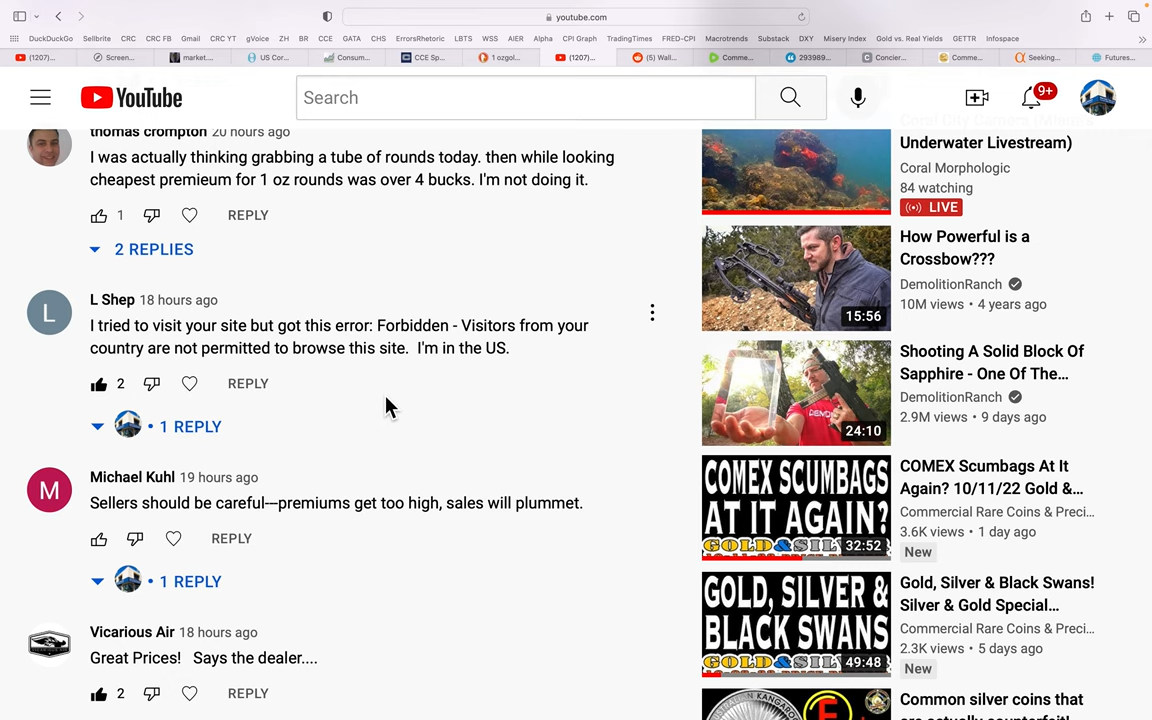 youtube.com
DuckDuckGo Sellbrite CRC CRC FB Gmail CRC YT gVoice ZH BR CCE GATA CHS ErrorsRhetoric LBTS WSS AIER Alpha CPI Graph TradingTimes FRED-CPI Macrotrends Substack DXY Misery Index Gold vs. Real Yields GETTR Infospace
(1207)... Screen... market.... US Cor... Consum... CCE Sp... 1 ozgol... (1207)... (5) Wall... Comme... 293989... Concier... Comme... Seeking... Futures...
YouTube
Search
9+
thomas crompton 20 hours ago
I was actually thinking grabbing a tube of rounds today. then while looking
cheapest premieum for 1 oz rounds was over 4 bucks. I'm not doing it.
1 REPLY
2 REPLIES
L
L Shep 18 hours ago
I tried to visit your site but got this error: Forbidden - Visitors from your
country are not permitted to browse this site. I'm in the US.
2 REPLY
• 1 REPLY
M
Michael Kuhl 19 hours ago
Sellers should be careful---premiums get too high, sales will plummet.
REPLY
• 1 REPLY
Vicarious Air 18 hours ago
Great Prices! Says the dealer....
2 REPLY
Underwater Livestream)
Coral Morphologic
84 watching
LIVE
15:56
How Powerful is a
Crossbow???
DemolitionRanch
10M views • 4 years ago
24:10
Shooting A Solid Block Of
Sapphire - One Of The...
DemolitionRanch
2.9M views • 9 days ago
COMEX SCUMBAGS
AT IT AGAIN?
GOLD & SIL
32:52
COMEX Scumbags At It
Again? 10/11/22 Gold &...
Commercial Rare Coins & Preci...
3.6K views • 1 day ago
New
GOLD, SILVER &
BLACK SWANS
GOLD & SIL
49:48
Gold, Silver & Black Swans!
Silver & Gold Special...
Commercial Rare Coins & Preci...
2.3K views • 5 days ago
New
Common silver coins that